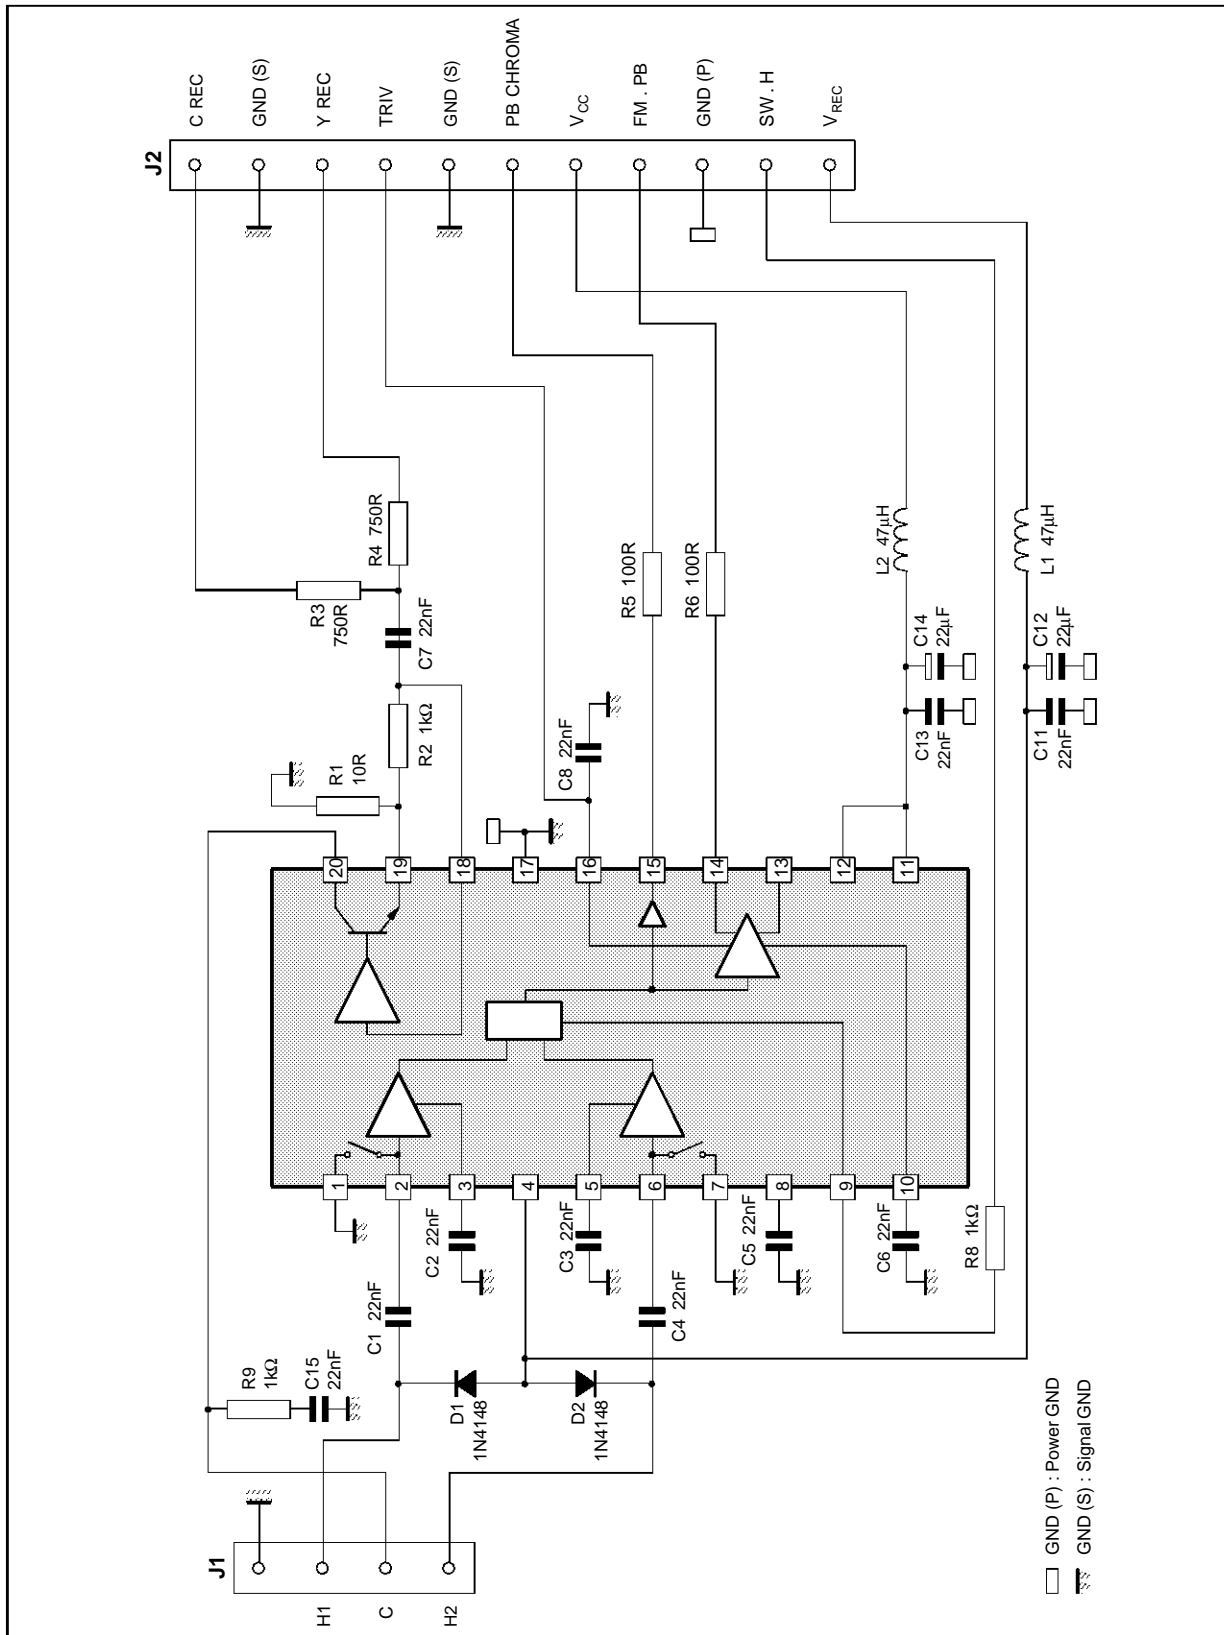 J2
C REC
GND (S)
Y REC
TRIV
GND (S)
PB CHROMA
VCC
FM . PB
GND (P)
SW . H
VREC
R3
750R
R4 750R
C7 22nF
R2 1kΩ
R1
10R
C8 22nF
R5 100R
R6 100R
L2 47µH
L1 47µH
C14
22µF
C13
22nF
C12
22µF
C11
22nF
20
19
18
17
16
15
14
13
12
11
1
2
3
4
5
6
7
8
9
10
C2 22nF
C3 22nF
C5 22nF
C6 22nF
R8 1kΩ
C1 22nF
C4 22nF
R9
1kΩ
C15
22nF
D1
1N4148
D2
1N4148
J1
H1
C
H2
GND (P) : Power GND
GND (S) : Signal GND